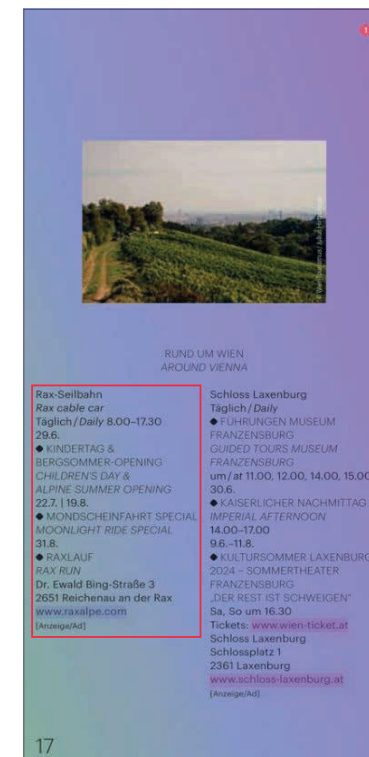 1
RUND UM WIEN
AROUND VIENNA
Rax-Seilbahn
Rax cable car
Täglich / Daily 8.00–17.30
29.6.
◆ KINDERTAG &
BERGSOMMER-OPENING
CHILDREN'S DAY &
ALPINE SUMMER OPENING
22.7. | 19.8.
◆ MONDSCHEINFAHRT SPECIAL
MOONLIGHT RIDE SPECIAL
31.8.
◆ RAXLAUF
RAX RUN
Dr. Ewald Bing-Straße 3
2651 Reichenau an der Rax
www.raxalpe.com
[Anzeige/Ad]
Schloss Laxenburg
Täglich / Daily
◆ FÜHRUNGEN MUSEUM
FRANZENSBURG
GUIDED TOURS MUSEUM
FRANZENSBURG
um / at 11.00, 12.00, 14.00, 15.00
30.6.
◆ KAISERLICHER NACHMITTAG
IMPERIAL AFTERNOON
14.00–17.00
9.6.–11.8.
◆ KULTURSOMMER LAXENBURG
2024 – SOMMERTHEATER
FRANZENSBURG
„DER REST IST SCHWEIGEN"
Sa, So um 16.30
Tickets: www.wien-ticket.at
Schloss Laxenburg
Schlossplatz 1
2361 Laxenburg
www.schloss-laxenburg.at
[Anzeige/Ad]
17